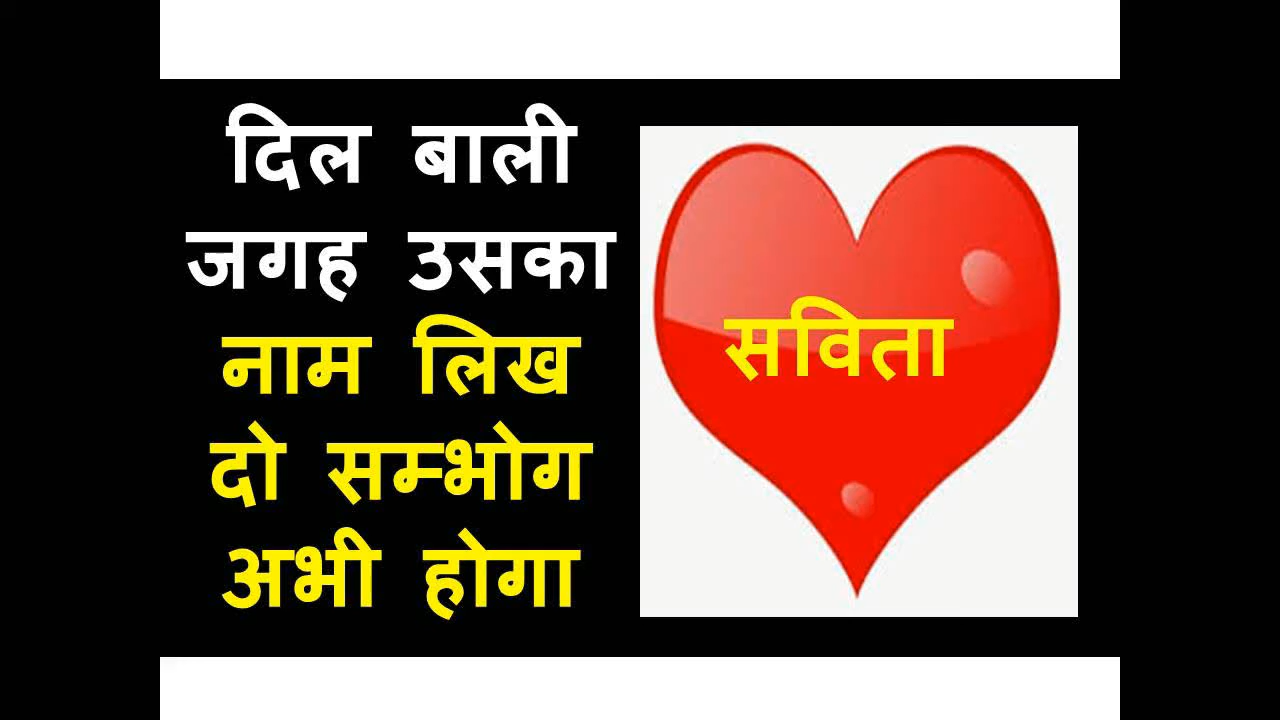 दिल बाली
जगह उसका
नाम लिख
दो सम्भोग
अभी होगा
सविता